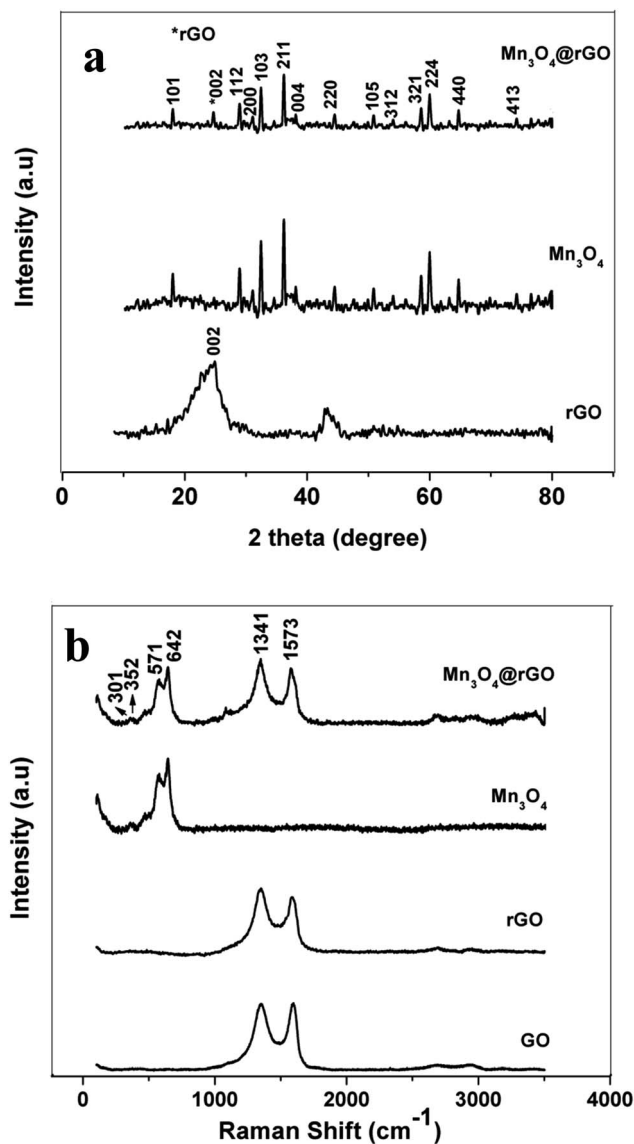 a
*rGO
Mn₃O₄@rGO
101
*002
112
200
103
211
004
220
105
312
321
224
440
413
Mn₃O₄
002
rGO
Intensity (a.u)
0 20 40 60 80
2 theta (degree)
b
301
352
571
642
1341
1573
Mn₃O₄@rGO
Mn₃O₄
rGO
GO
Intensity (a.u)
0 1000 2000 3000 4000
Raman Shift (cm⁻¹)